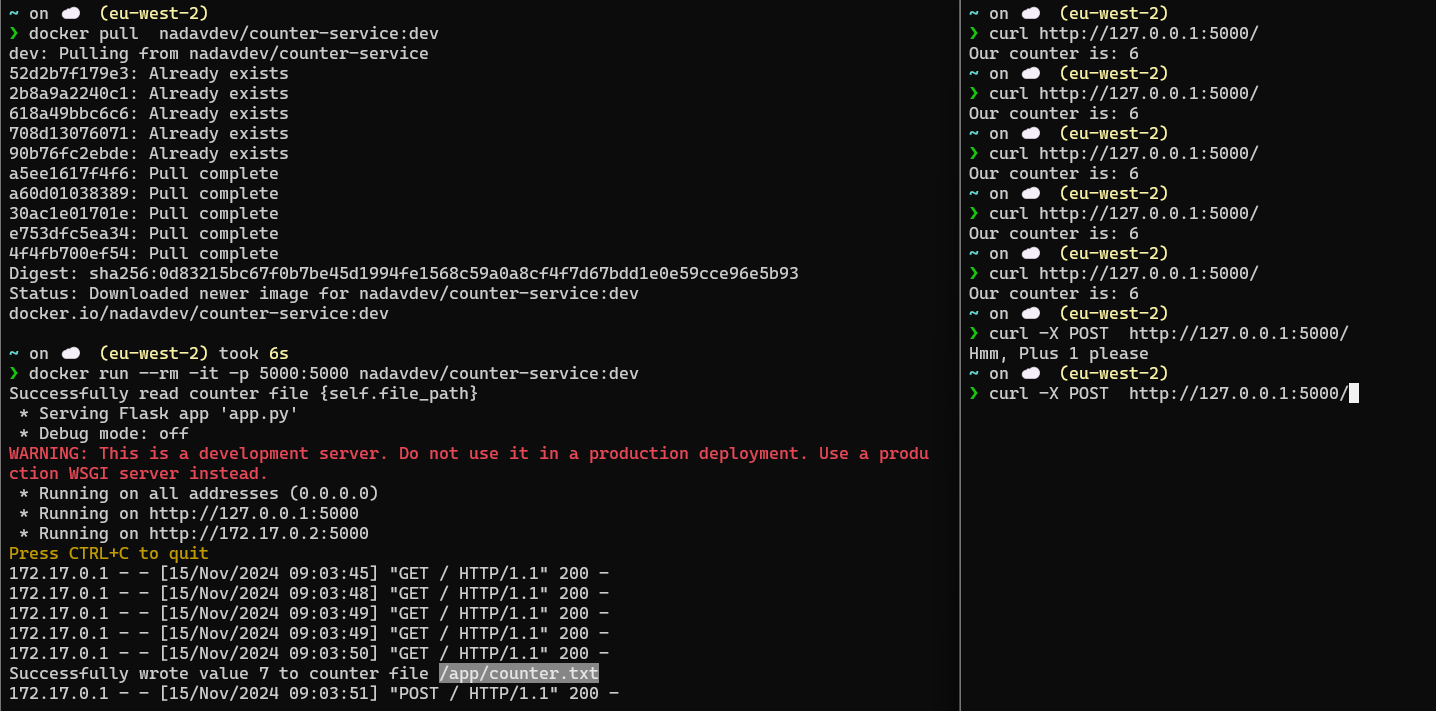 ~ on ☁️ (eu-west-2)
❯ docker pull  nadavdev/counter-service:dev
dev: Pulling from nadavdev/counter-service
52d2b7f179e3: Already exists
2b8a9a2240c1: Already exists
618a49bbc6c6: Already exists
708d13076071: Already exists
90b76fc2ebde: Already exists
a5ee1617f4f6: Pull complete
a60d01038389: Pull complete
30ac1e01701e: Pull complete
e753dfc5ea34: Pull complete
4f4fb700ef54: Pull complete
Digest: sha256:0d83215bc67f0b7be45d1994fe1568c59a0a8cf4f7d67bdd1e0e59cce96e5b93
Status: Downloaded newer image for nadavdev/counter-service:dev
docker.io/nadavdev/counter-service:dev
~ on ☁️ (eu-west-2) took 6s
❯ docker run --rm -it -p 5000:5000 nadavdev/counter-service:dev
Successfully read counter file {self.file_path}
* Serving Flask app 'app.py'
* Debug mode: off
WARNING: This is a development server. Do not use it in a production deployment. Use a produ
ction WSGI server instead.
* Running on all addresses (0.0.0.0)
* Running on http://127.0.0.1:5000
* Running on http://172.17.0.2:5000
Press CTRL+C to quit
172.17.0.1 - - [15/Nov/2024 09:03:45] "GET / HTTP/1.1" 200 -
172.17.0.1 - - [15/Nov/2024 09:03:48] "GET / HTTP/1.1" 200 -
172.17.0.1 - - [15/Nov/2024 09:03:49] "GET / HTTP/1.1" 200 -
172.17.0.1 - - [15/Nov/2024 09:03:49] "GET / HTTP/1.1" 200 -
172.17.0.1 - - [15/Nov/2024 09:03:50] "GET / HTTP/1.1" 200 -
Successfully wrote value 7 to counter file /app/counter.txt
172.17.0.1 - - [15/Nov/2024 09:03:51] "POST / HTTP/1.1" 200 -
~ on ☁️ (eu-west-2)
❯ curl http://127.0.0.1:5000/
Our counter is: 6
~ on ☁️ (eu-west-2)
❯ curl http://127.0.0.1:5000/
Our counter is: 6
~ on ☁️ (eu-west-2)
❯ curl http://127.0.0.1:5000/
Our counter is: 6
~ on ☁️ (eu-west-2)
❯ curl http://127.0.0.1:5000/
Our counter is: 6
~ on ☁️ (eu-west-2)
❯ curl http://127.0.0.1:5000/
Our counter is: 6
~ on ☁️ (eu-west-2)
❯ curl -X POST  http://127.0.0.1:5000/
Hmm, Plus 1 please
~ on ☁️ (eu-west-2)
❯ curl -X POST  http://127.0.0.1:5000/